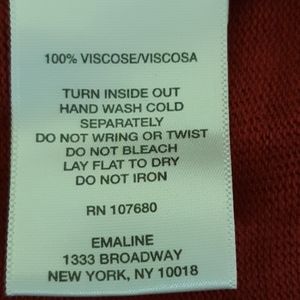 100% VISCOSE/VISCOSA
TURN INSIDE OUT
HAND WASH COLD
SEPARATELY
DO NOT WRING OR TWIST
DO NOT BLEACH
LAY FLAT TO DRY
DO NOT IRON
RN 107680
EMALINE
1333 BROADWAY
NEW YORK, NY 10018